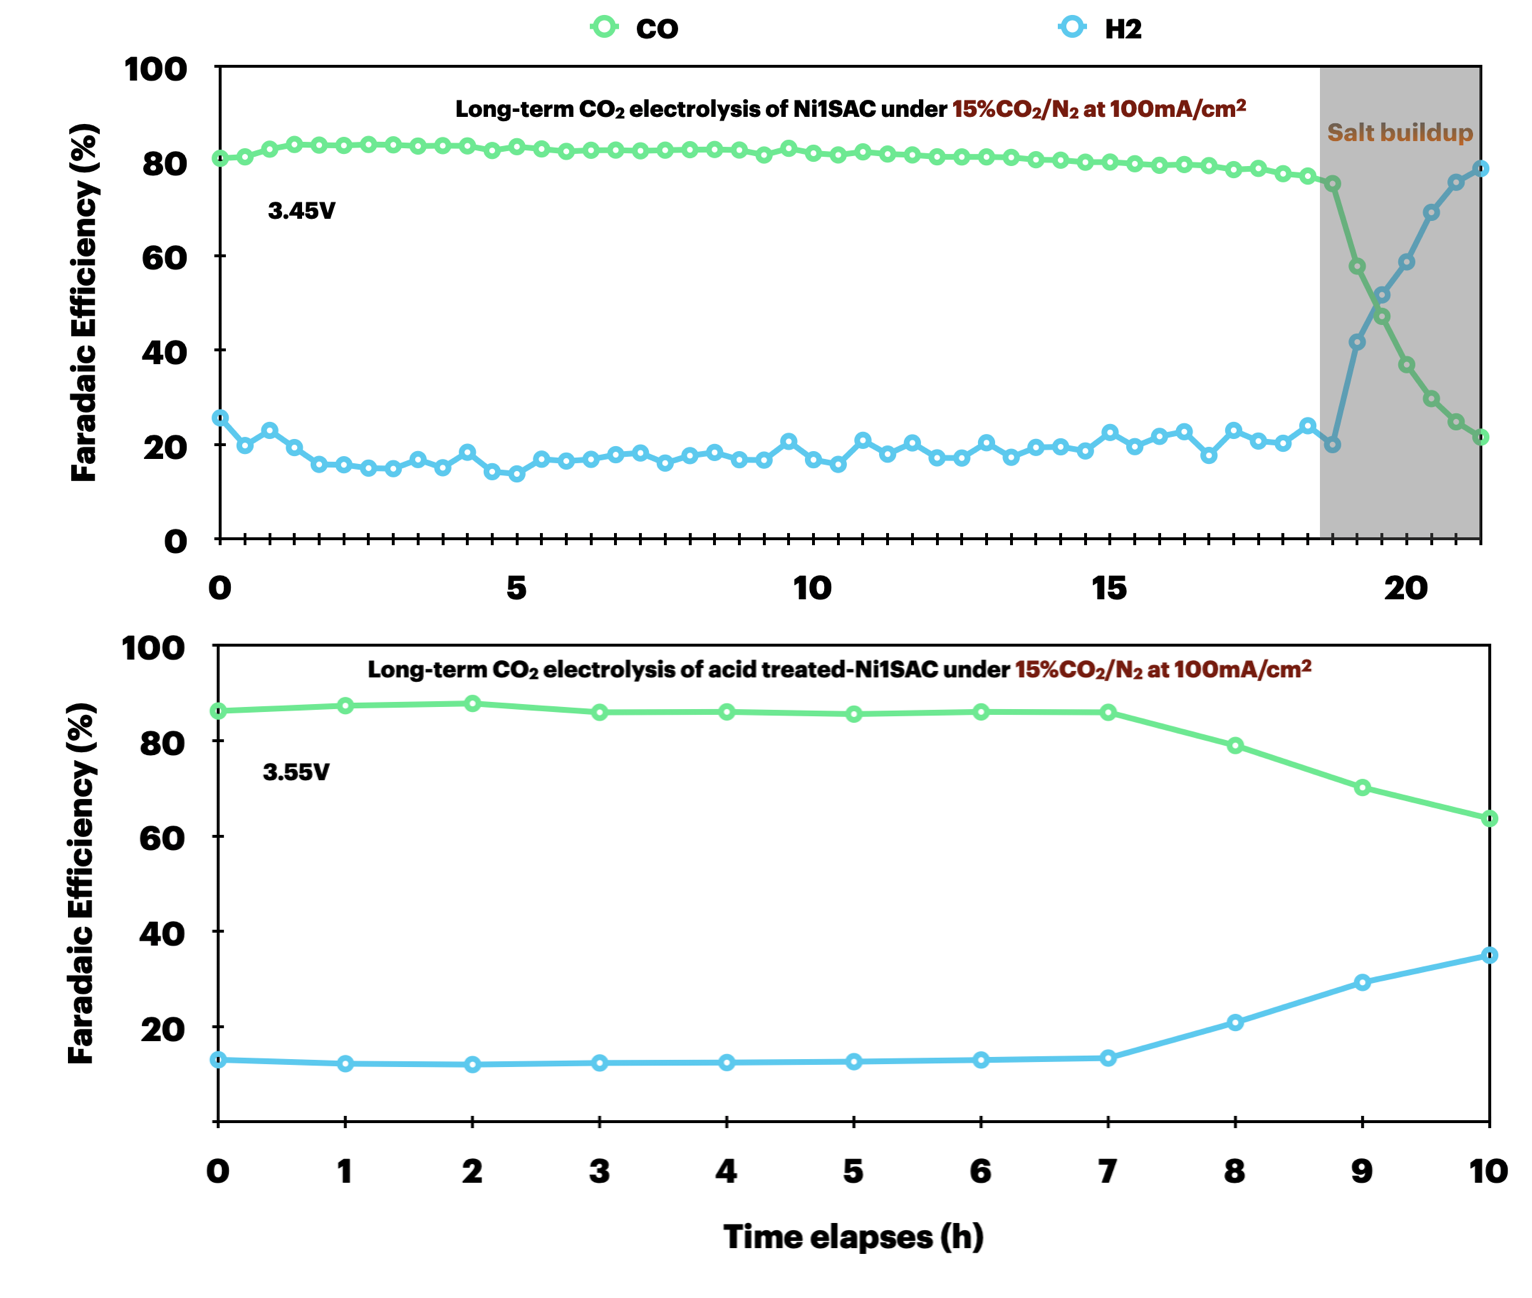 CO H2
100
Long-term CO₂ electrolysis of Ni1SAC under 15%CO₂/N₂ at 100mA/cm²
Salt buildup
80
3.45V
60
40
20
0
Faradaic Efficiency (%)
0 5 10 15 20
100
Long-term CO₂ electrolysis of acid treated-Ni1SAC under 15%CO₂/N₂ at 100mA/cm²
80
3.55V
60
40
20
Faradaic Efficiency (%)
0 1 2 3 4 5 6 7 8 9 10
Time elapses (h)